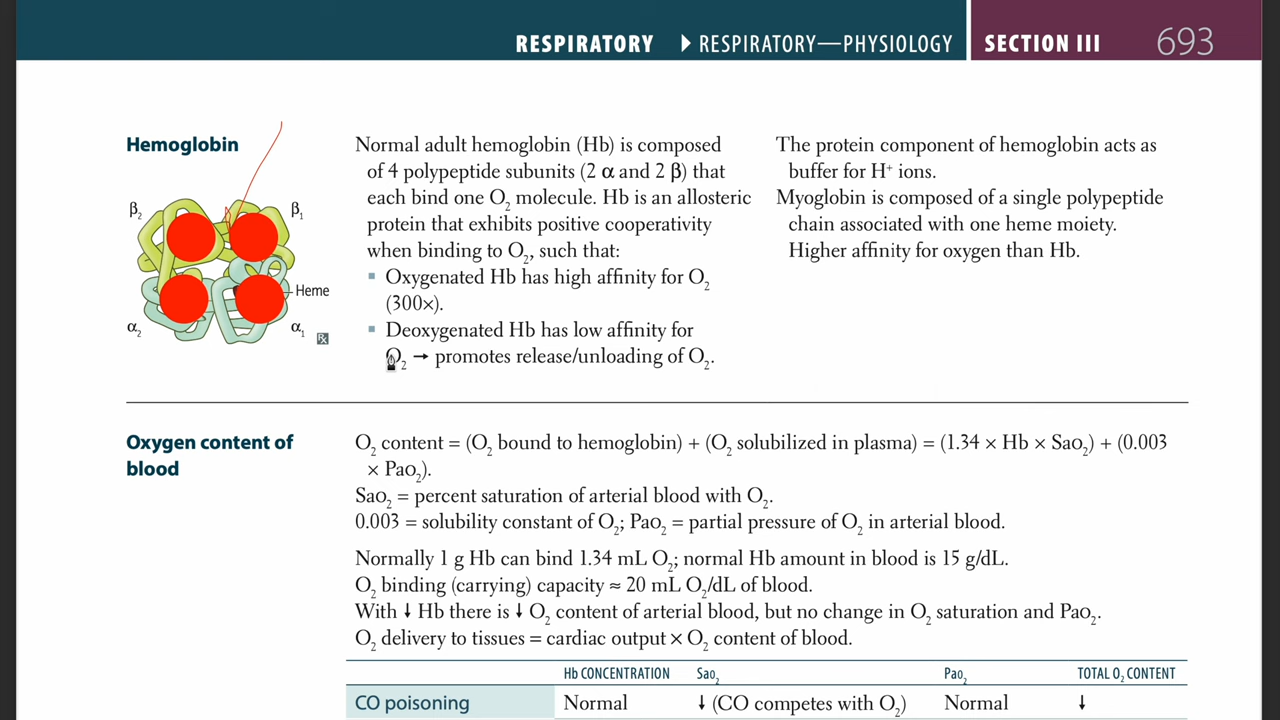 RESPIRATORY ▶ RESPIRATORY—PHYSIOLOGY SECTION III 693
Hemoglobin
β₂
β₁
Heme
α₂
α₁
℞
Normal adult hemoglobin (Hb) is composed
of 4 polypeptide subunits (2 α and 2 β) that
each bind one O₂ molecule. Hb is an allosteric
protein that exhibits positive cooperativity
when binding to O₂, such that:
▪ Oxygenated Hb has high affinity for O₂
(300×).
▪ Deoxygenated Hb has low affinity for
O₂ → promotes release/unloading of O₂.
The protein component of hemoglobin acts as
buffer for H⁺ ions.
Myoglobin is composed of a single polypeptide
chain associated with one heme moiety.
Higher affinity for oxygen than Hb.
Oxygen content of
blood
O₂ content = (O₂ bound to hemoglobin) + (O₂ solubilized in plasma) = (1.34 × Hb × Sao₂) + (0.003
× Pao₂).
Sao₂ = percent saturation of arterial blood with O₂.
0.003 = solubility constant of O₂; Pao₂ = partial pressure of O₂ in arterial blood.
Normally 1 g Hb can bind 1.34 mL O₂; normal Hb amount in blood is 15 g/dL.
O₂ binding (carrying) capacity ≈ 20 mL O₂/dL of blood.
With ↓ Hb there is ↓ O₂ content of arterial blood, but no change in O₂ saturation and Pao₂.
O₂ delivery to tissues = cardiac output × O₂ content of blood.
Hb CONCENTRATION Sao₂ Pao₂ TOTAL O₂ CONTENT
CO poisoning Normal ↓ (CO competes with O₂) Normal ↓